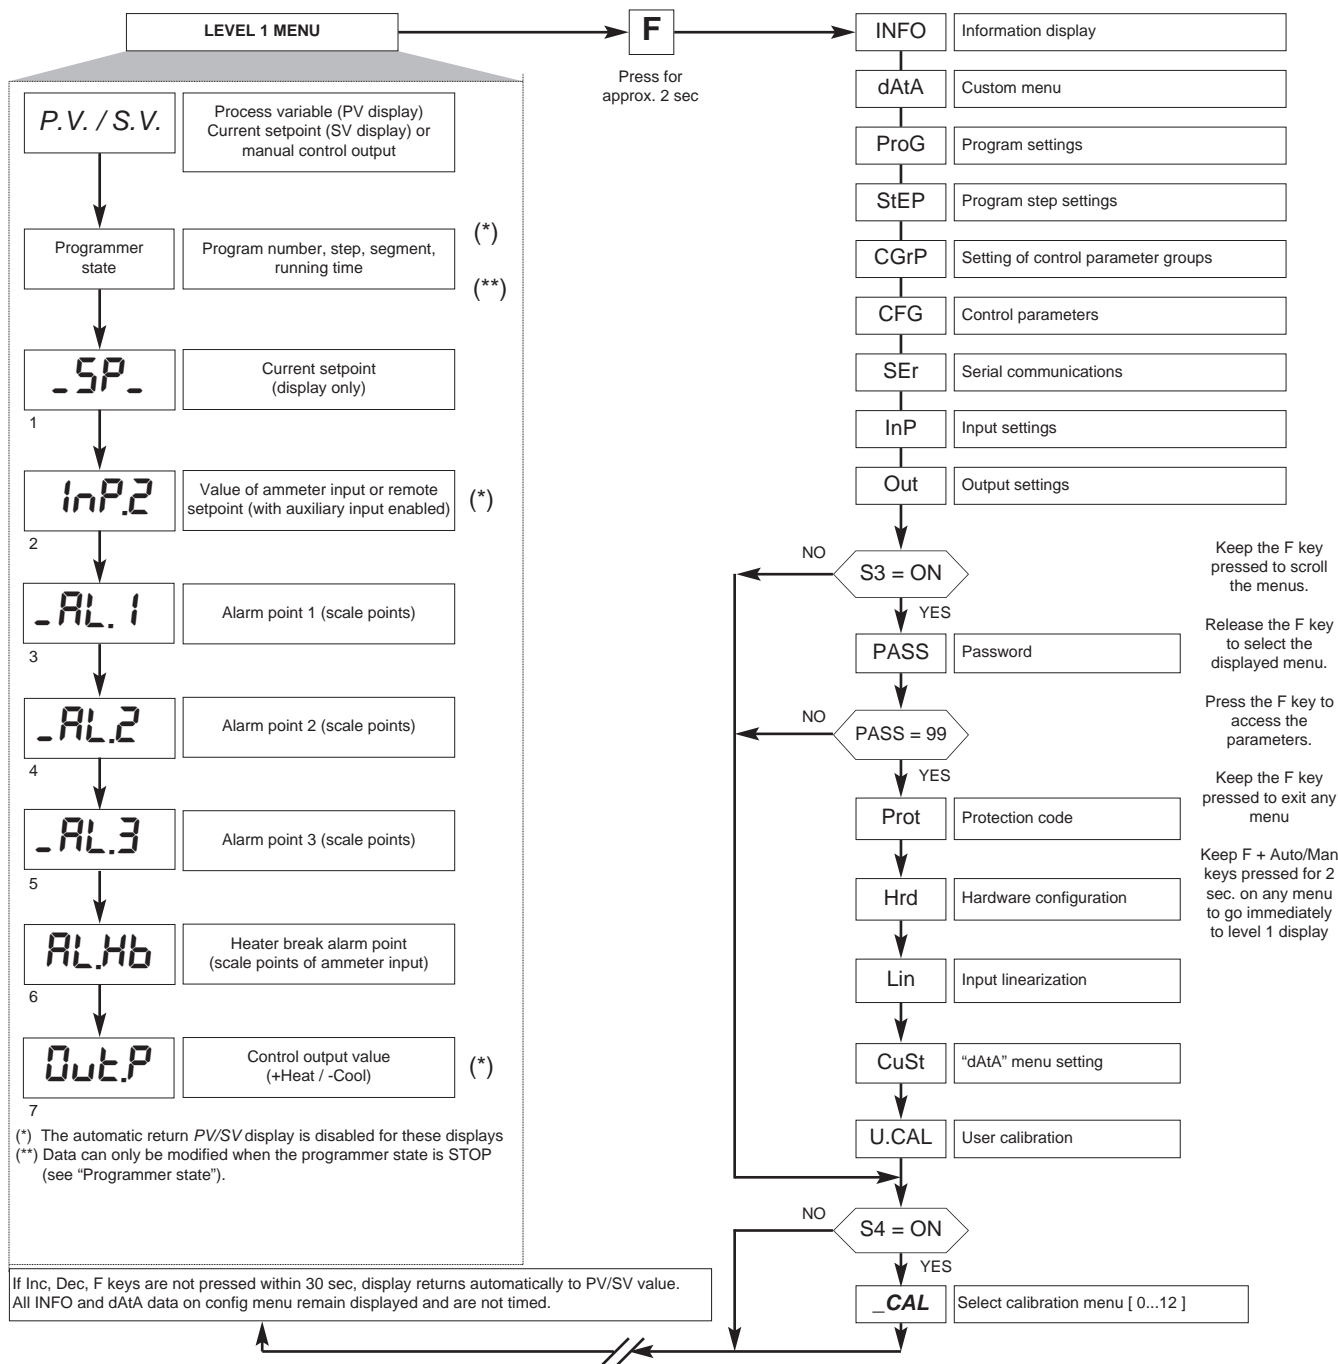 LEVEL 1 MENU
F
Press for
approx. 2 sec
P.V. / S.V.
Process variable (PV display)
Current setpoint (SV display) or
manual control output
Programmer
state
Program number, step, segment,
running time
(*)
(**)
_SP_
Current setpoint
(display only)
1
InP.2
Value of ammeter input or remote
setpoint (with auxiliary input enabled)
(*)
2
_AL. 1
Alarm point 1 (scale points)
3
_AL.2
Alarm point 2 (scale points)
4
_AL.3
Alarm point 3 (scale points)
5
AL.Hb
Heater break alarm point
(scale points of ammeter input)
6
Out.P
Control output value
(+Heat / -Cool)
(*)
7
(*) The automatic return PV/SV display is disabled for these displays
(**) Data can only be modified when the programmer state is STOP
(see “Programmer state”).
If Inc, Dec, F keys are not pressed within 30 sec, display returns automatically to PV/SV value.
All INFO and dAtA data on config menu remain displayed and are not timed.
INFO Information display
dAtA Custom menu
ProG Program settings
StEP Program step settings
CGrP Setting of control parameter groups
CFG Control parameters
SEr Serial communications
InP Input settings
Out Output settings
NO
S3 = ON
YES
PASS Password
NO
PASS = 99
YES
Prot Protection code
Hrd Hardware configuration
Lin Input linearization
CuSt “dAtA” menu setting
U.CAL User calibration
NO
S4 = ON
YES
_CAL Select calibration menu [ 0...12 ]
Keep the F key
pressed to scroll
the menus.
Release the F key
to select the
displayed menu.
Press the F key to
access the
parameters.
Keep the F key
pressed to exit any
menu
Keep F + Auto/Man
keys pressed for 2
sec. on any menu
to go immediately
to level 1 display